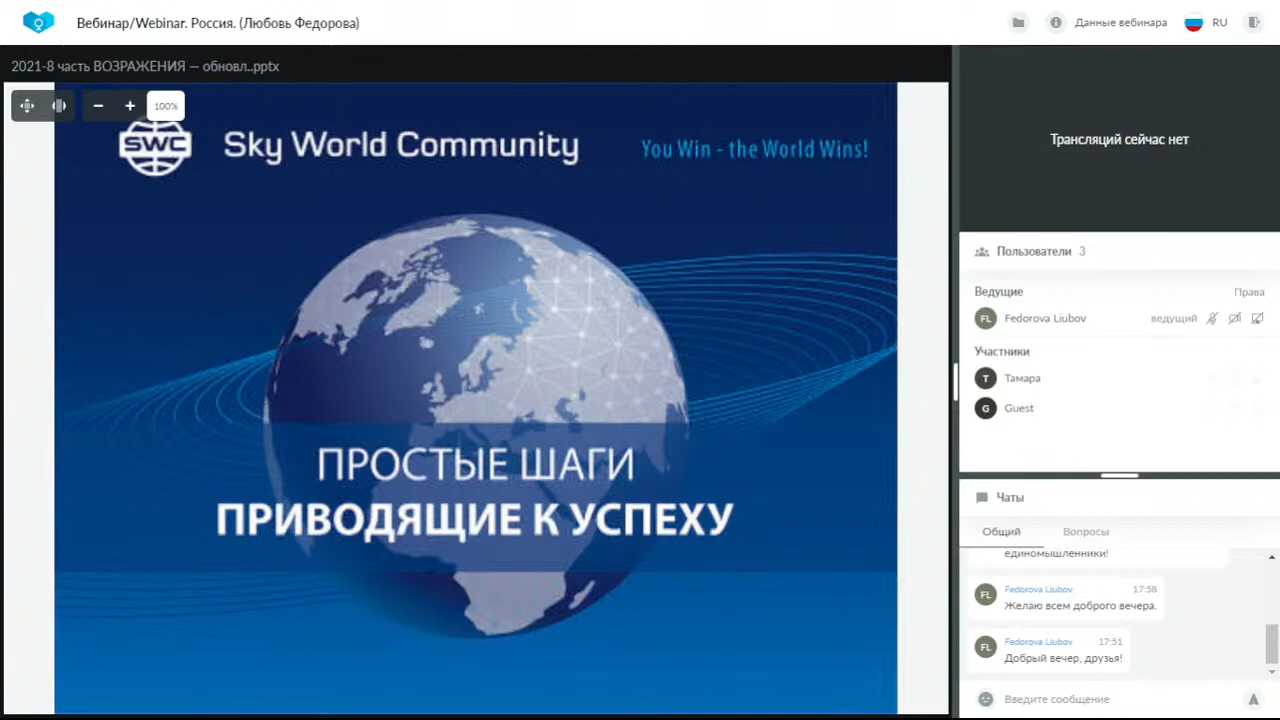 Вебинар/Webinar. Россия. (Любовь Федорова)
Данные вебинара
RU
2021-8 часть ВОЗРАЖЕНИЯ — обновл..pptx
100%
SWC
Sky World Community
You Win - the World Wins!
ПРОСТЫЕ ШАГИ
ПРИВОДЯЩИЕ К УСПЕХУ
Трансляций сейчас нет
Пользователи 3
Ведущие Права
FL Fedorova Liubov ведущий
Участники
T Тамара
G Guest
Чаты
Общий Вопросы
единомышленники!
FL Fedorova Liubov 17:58
Желаю всем доброго вечера.
FL Fedorova Liubov 17:51
Добрый вечер, друзья!
Введите сообщение